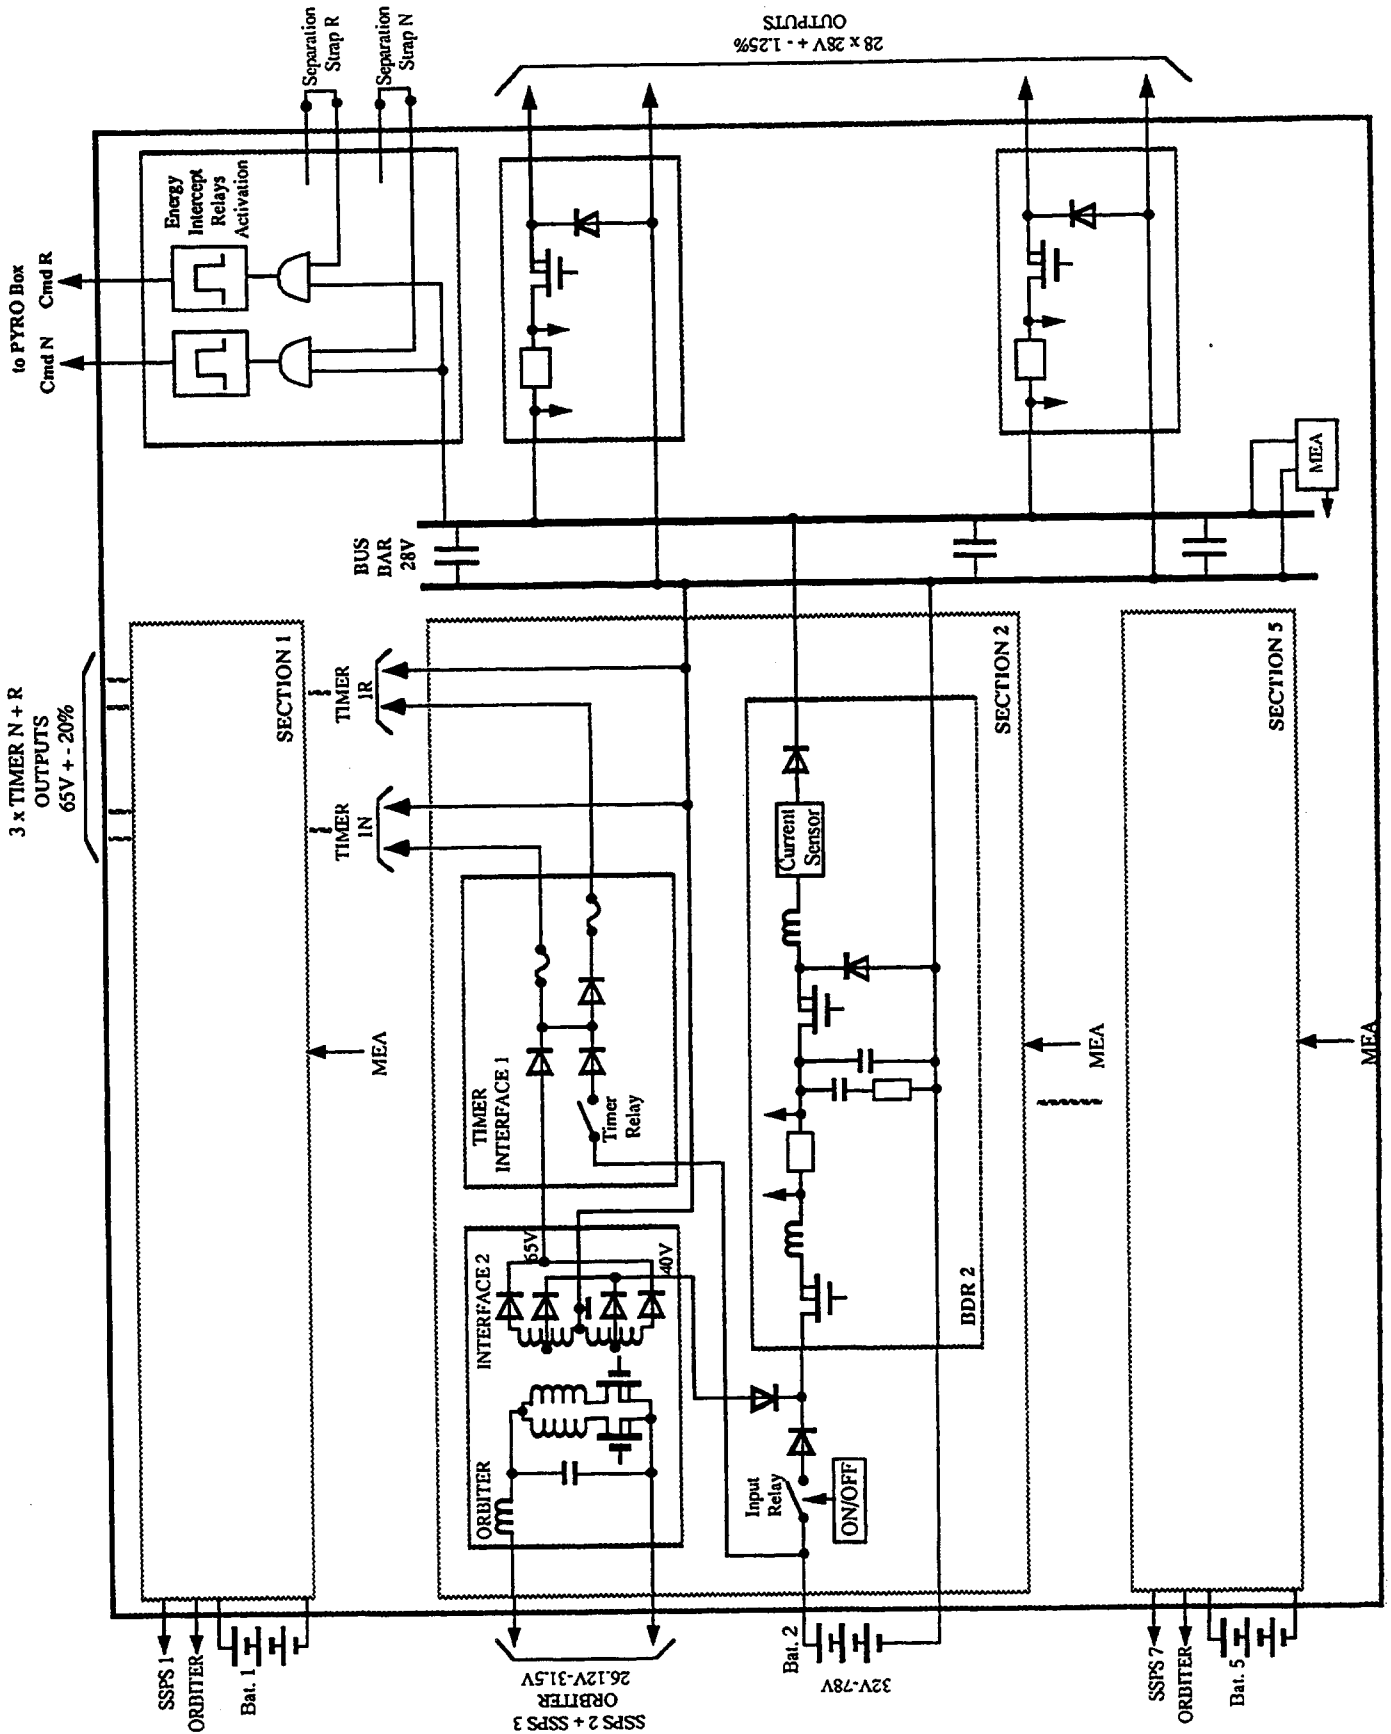 3 x TIMER N + R
OUTPUTS
65V + - 20%
to PYRO Box
Cmd N
Cmd R
Energy
Intercept
Relays
Activation
Separation
Strap R
Separation
Strap N
28 x 28V + - 1.25%
OUTPUTS
BUS
BAR
28V
MEA
SECTION 1
MEA
SSPS 1
ORBITER
Bat. 1
TIMER
1N
TIMER
1R
TIMER
INTERFACE 1
Timer
Relay
ORBITER
INTERFACE 2
65V
40V
SSPS 2 + SSPS 3
ORBITER
26.12V-31.5V
Input
Relay
ON/OFF
Bat. 2
32V-78V
Current
Sensor
BDR 2
SECTION 2
MEA
SECTION 5
MEA
SSPS 7
ORBITER
Bat. 5